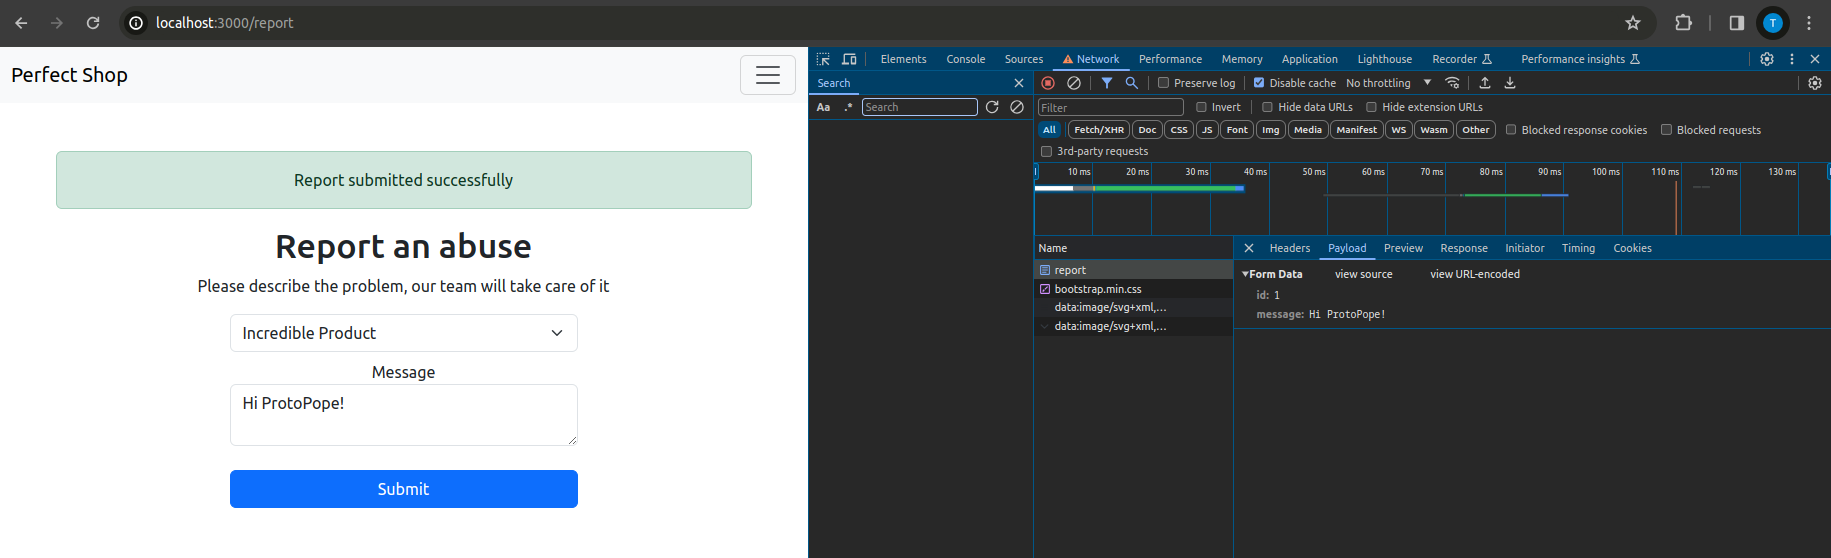 localhost:3000/report
T
Perfect Shop
Report submitted successfully
Report an abuse
Please describe the problem, our team will take care of it
Incredible Product
Message
Hi ProtoPope!
Submit
Elements Console Sources Network Performance Memory Application Lighthouse Recorder Performance insights
Search
Aa .* Search
Preserve log Disable cache No throttling
Filter Invert Hide data URLs Hide extension URLs
All Fetch/XHR Doc CSS JS Font Img Media Manifest WS Wasm Other Blocked response cookies Blocked requests
3rd-party requests
10 ms 20 ms 30 ms 40 ms 50 ms 60 ms 70 ms 80 ms 90 ms 100 ms 110 ms 120 ms 130 ms
Name
report
bootstrap.min.css
data:image/svg+xml,...
data:image/svg+xml,...
Headers Payload Preview Response Initiator Timing Cookies
Form Data view source view URL-encoded
id: 1
message: Hi ProtoPope!